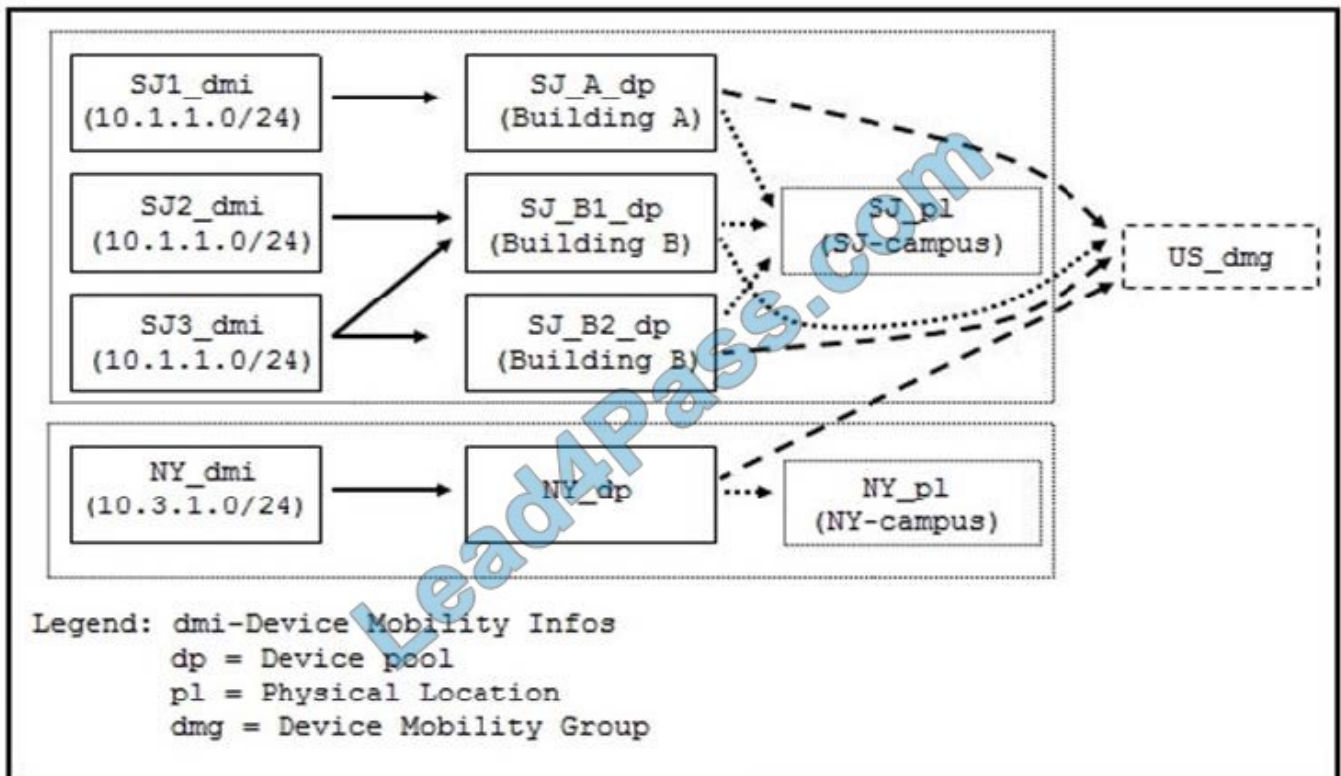 SJ1_dmi
(10.1.1.0/24)
SJ_A_dp
(Building A)
SJ2_dmi
(10.1.1.0/24)
SJ_B1_dp
(Building B)
SJ_pl
(SJ-campus)
US_dmg
SJ3_dmi
(10.1.1.0/24)
SJ_B2_dp
(Building B)
NY_dmi
(10.3.1.0/24)
NY_dp
NY_pl
(NY-campus)
Lead4Pass.com
Legend: dmi-Device Mobility Infos
dp = Device pool
pl = Physical Location
dmg = Device Mobility Group